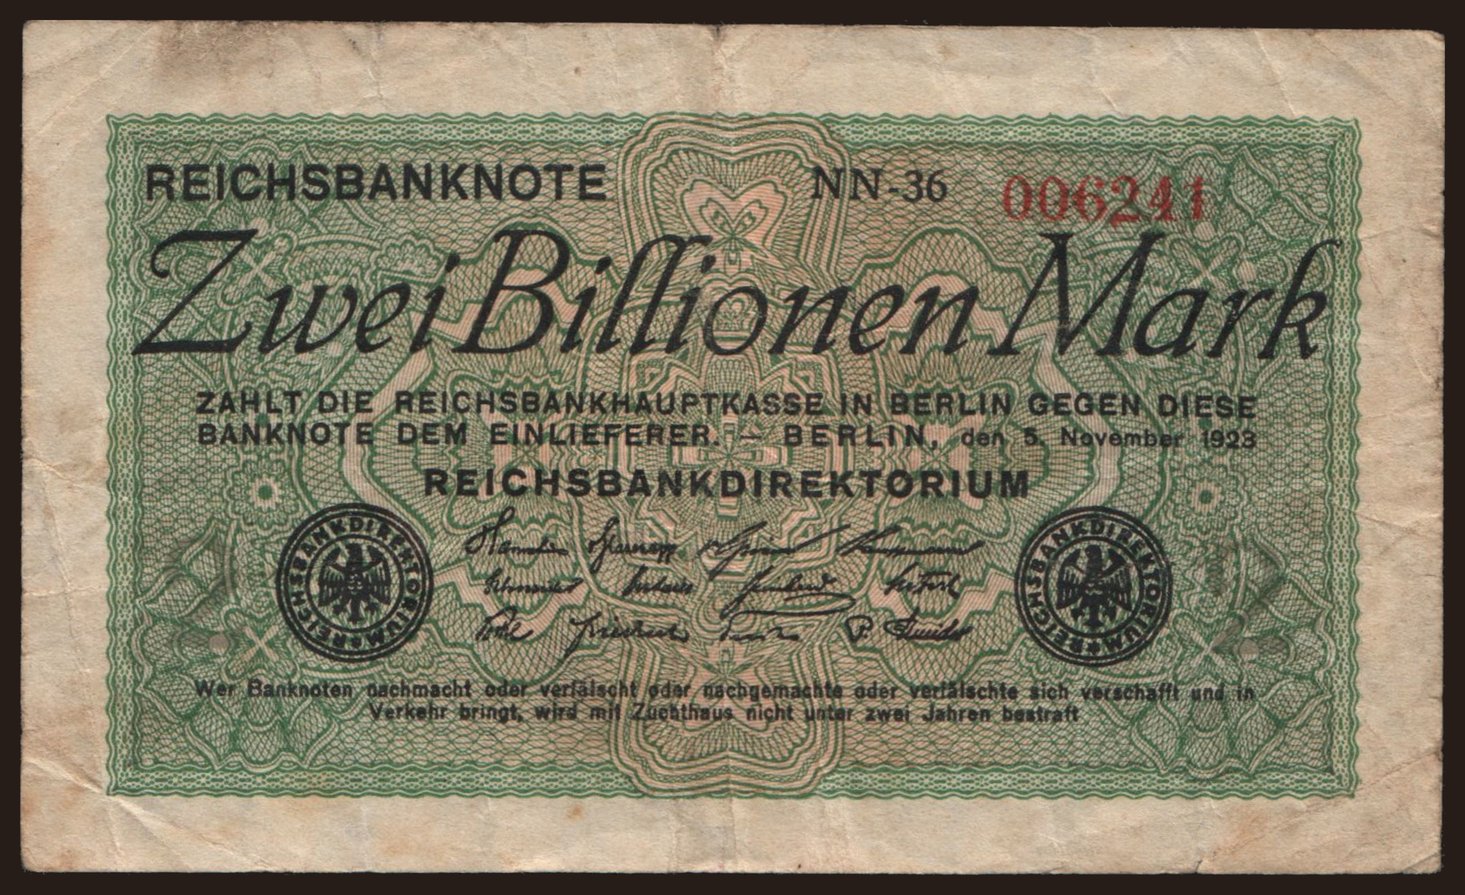 REICHSBANKNOTE NN-36 006241
Zwei Billionen Mark
ZAHLT DIE REICHSBANKHAUPTKASSE IN BERLIN GEGEN DIESE
BANKNOTE DEM EINLIEFERER. — BERLIN, den 5. November 1923
REICHSBANKDIREKTORIUM
REICHSBANKDIREKTORIUM
REICHSBANKDIREKTORIUM
Wer Banknoten nachmacht oder verfälscht oder nachgemachte oder verfälschte sich verschafft und in
Verkehr bringt, wird mit Zuchthaus nicht unter zwei Jahren bestraft